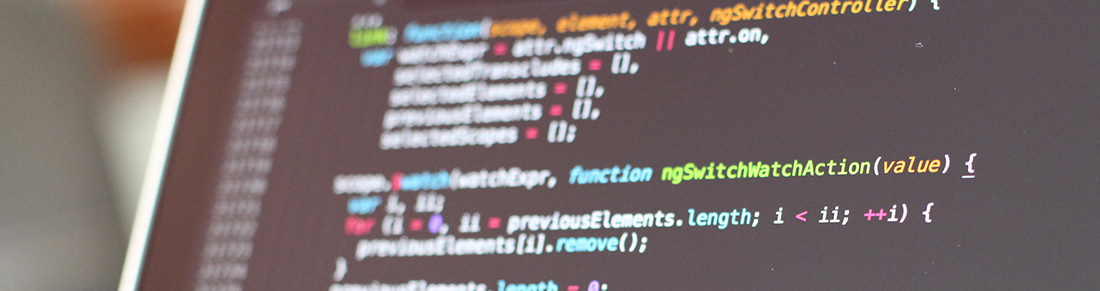 link: function(scope, element, attr, ngSwitchController) {
var watchExpr = attr.ngSwitch || attr.on,
selectedTranscludes = [],
selectedElements = [],
previousElements = [],
selectedScopes = [];
scope.$watch(watchExpr, function ngSwitchWatchAction(value) {
var i, ii;
for (i = 0, ii = previousElements.length; i < ii; ++i) {
previousElements[i].remove();
}
previousElements.length = 0;